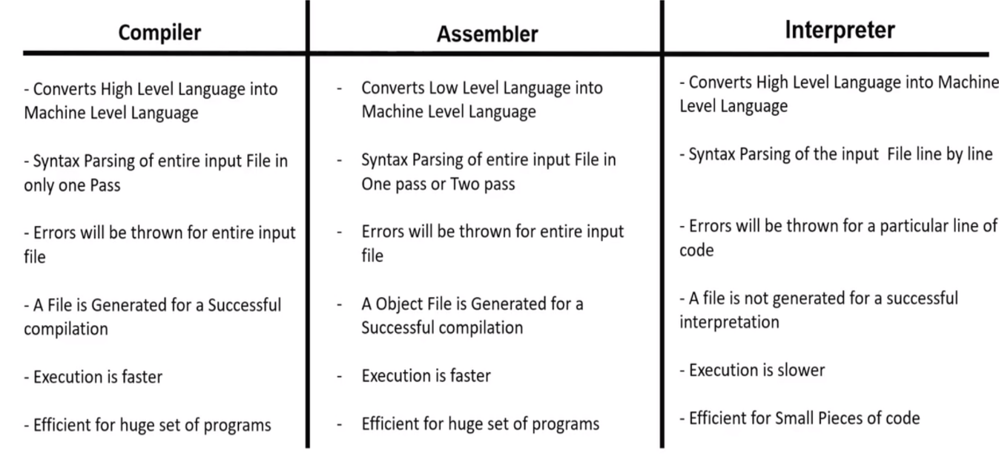 Compiler
- Converts High Level Language into
Machine Level Language
- Syntax Parsing of entire input File in
only one Pass
- Errors will be thrown for entire input
file
- A File is Generated for a Successful
compilation
- Execution is faster
- Efficient for huge set of programs
Assembler
- Converts Low Level Language into
Machine Level Language
- Syntax Parsing of entire input File in
One pass or Two pass
- Errors will be thrown for entire input
file
- A Object File is Generated for a
Successful compilation
- Execution is faster
- Efficient for huge set of programs
Interpreter
- Converts High Level Language into Machine
Level Language
- Syntax Parsing of the input File line by line
- Errors will be thrown for a particular line of
code
- A file is not generated for a successful
interpretation
- Execution is slower
- Efficient for Small Pieces of code